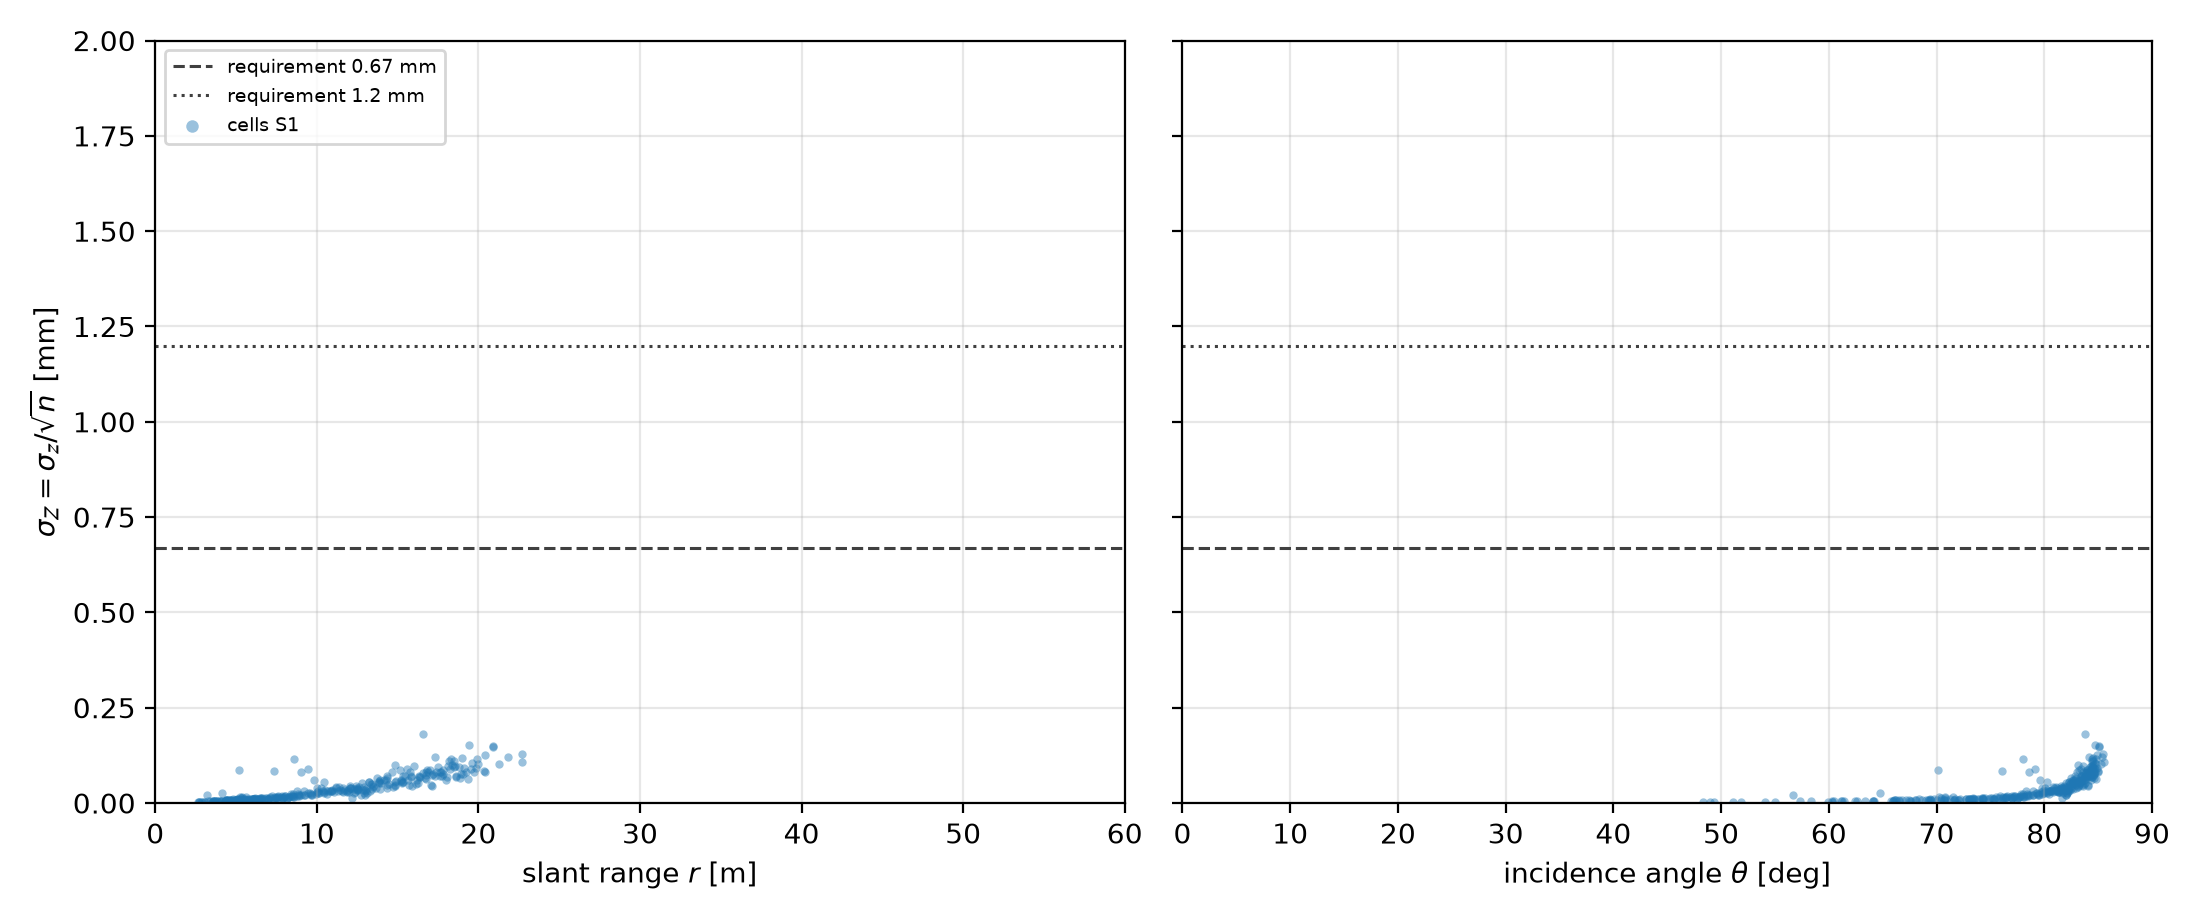 2.00
1.75
1.50
1.25
1.00
0.75
0.50
0.25
0.00
σ_Z = σ_z/√n [mm]
requirement 0.67 mm
requirement 1.2 mm
cells S1
0 10 20 30 40 50 60
slant range r [m]
0 10 20 30 40 50 60 70 80 90
incidence angle θ [deg]